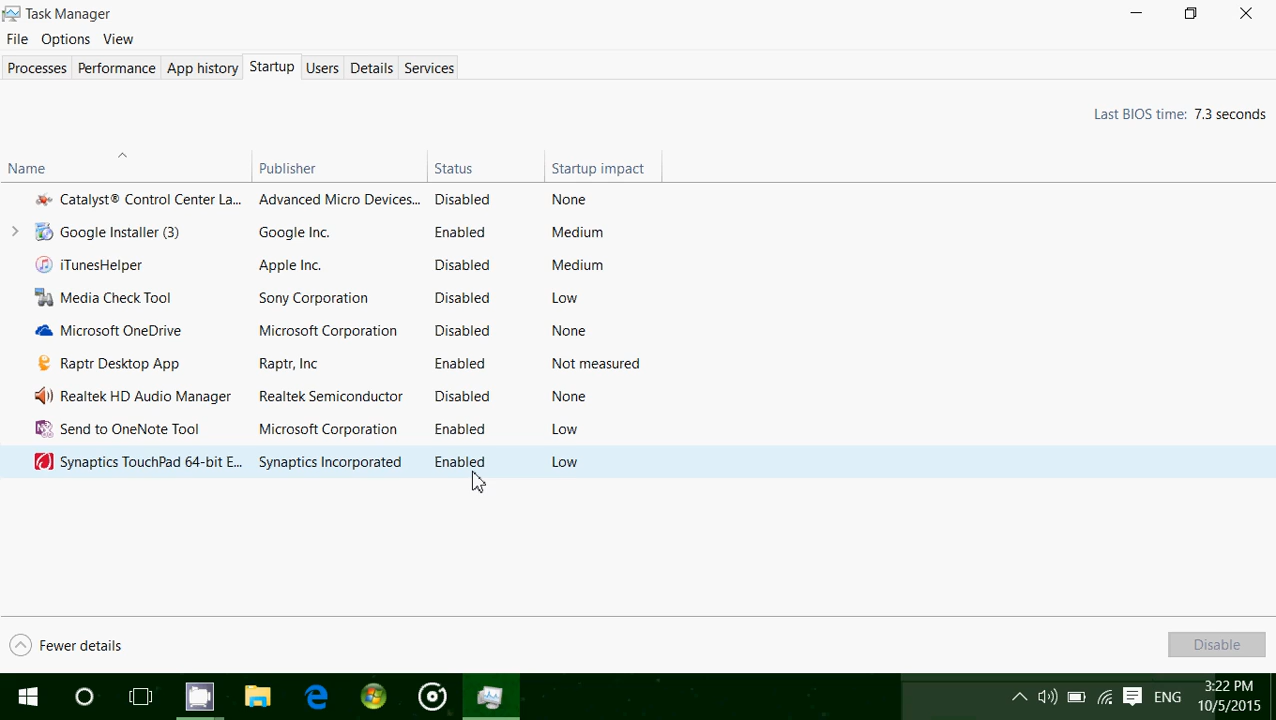 Task Manager
File Options View
Processes Performance App history Startup Users Details Services
Last BIOS time: 7.3 seconds
Name Publisher Status Startup impact
Catalyst® Control Center La... Advanced Micro Devices... Disabled None
Google Installer (3) Google Inc. Enabled Medium
iTunesHelper Apple Inc. Disabled Medium
Media Check Tool Sony Corporation Disabled Low
Microsoft OneDrive Microsoft Corporation Disabled None
Raptr Desktop App Raptr, Inc Enabled Not measured
Realtek HD Audio Manager Realtek Semiconductor Disabled None
Send to OneNote Tool Microsoft Corporation Enabled Low
Synaptics TouchPad 64-bit E... Synaptics Incorporated Enabled Low
Fewer details Disable
ENG 3:22 PM
10/5/2015